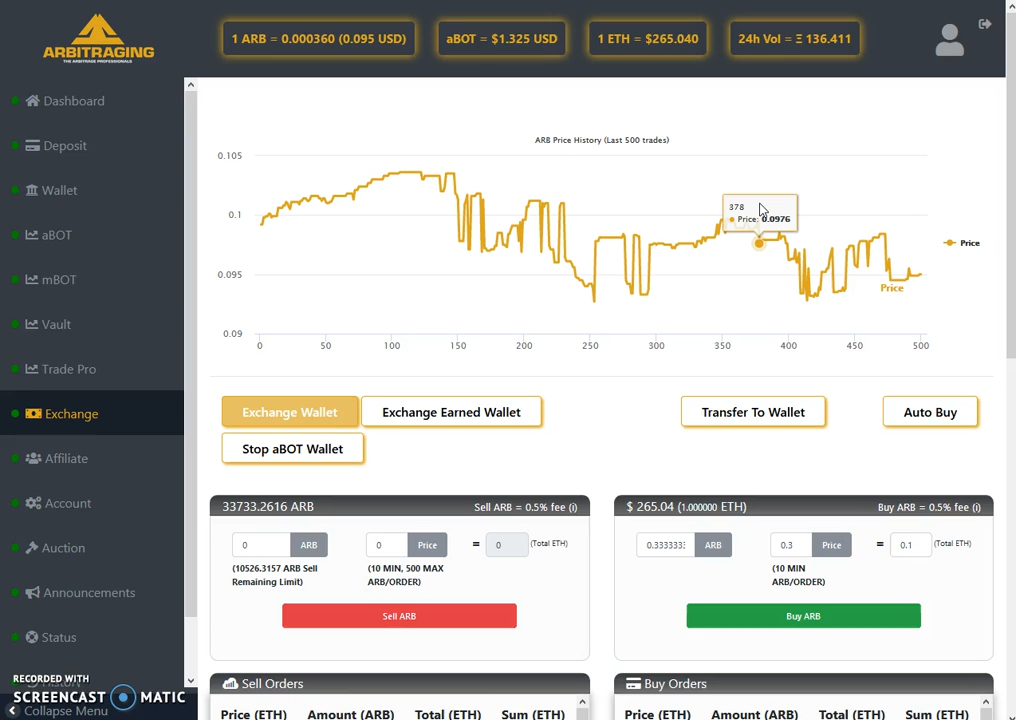 ARBITRAGING
THE ARBITRAGE PROFESSIONALS
1 ARB = 0.000360 (0.095 USD)
aBOT = $1.325 USD
1 ETH = $265.040
24h Vol = Ξ 136.411
Dashboard
Deposit
Wallet
aBOT
mBOT
Vault
Trade Pro
Exchange
Affiliate
Account
Auction
Announcements
Status
Collapse Menu
RECORDED WITH
SCREENCAST MATIC
ARB Price History (Last 500 trades)
0.105
0.1
0.095
0.09
0 50 100 150 200 250 300 350 400 450 500
378
Price: 0.0976
Price
Price
Exchange Wallet
Exchange Earned Wallet
Transfer To Wallet
Auto Buy
Stop aBOT Wallet
33733.2616 ARB
Sell ARB = 0.5% fee (i)
0 ARB 0 Price = 0 (Total ETH)
(10526.3157 ARB Sell
Remaining Limit)
(10 MIN, 500 MAX
ARB/ORDER)
Sell ARB
$ 265.04 (1.000000 ETH)
Buy ARB = 0.5% fee (i)
0.3333333 ARB 0.3 Price = 0.1 (Total ETH)
(10 MIN
ARB/ORDER)
Buy ARB
Sell Orders
Price (ETH) Amount (ARB) Total (ETH) Sum (ETH)
Buy Orders
Price (ETH) Amount (ARB) Total (ETH) Sum (ETH)